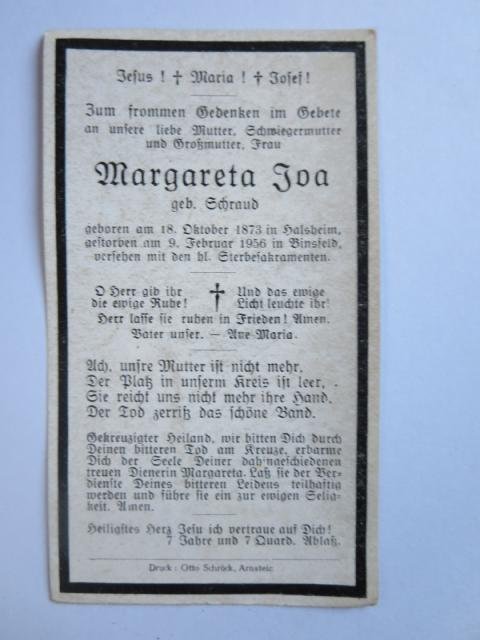 Jesus! † Maria! † Josef!
Zum frommen Gedenken im Gebete
an unsere liebe Mutter, Schwiegermutter
und Großmutter, Frau
Margareta Joa
geb. Schraud
geboren am 18. Oktober 1873 in Halsheim,
gestorben am 9. Februar 1956 in Binsfeld,
versehen mit den hl. Sterbesakramenten.
O Herr gib ihr
die ewige Ruhe!
†
Und das ewige
Licht leuchte ihr!
Herr lasse sie ruhen in Frieden! Amen.
Vater unser. — Ave Maria.
Ach, unsre Mutter ist nicht mehr,
Der Platz in unserm Kreis ist leer,
Sie reicht uns nicht mehr ihre Hand,
Der Tod zerriß das schöne Band.
Gekreuzigter Heiland, wir bitten Dich durch
Deinen bitteren Tod am Kreuze, erbarme
Dich der Seele Deiner dahingeschiedenen
treuen Dienerin Margareta. Laß sie der Ver-
dienste Deines bitteren Leidens teilhaftig
werden und führe sie ein zur ewigen Selig-
keit. Amen.
Heiligstes Herz Jesu ich vertraue auf Dich!
7 Jahre und 7 Quard. Ablaß.
Druck: Otto Schröck, Arnstein.